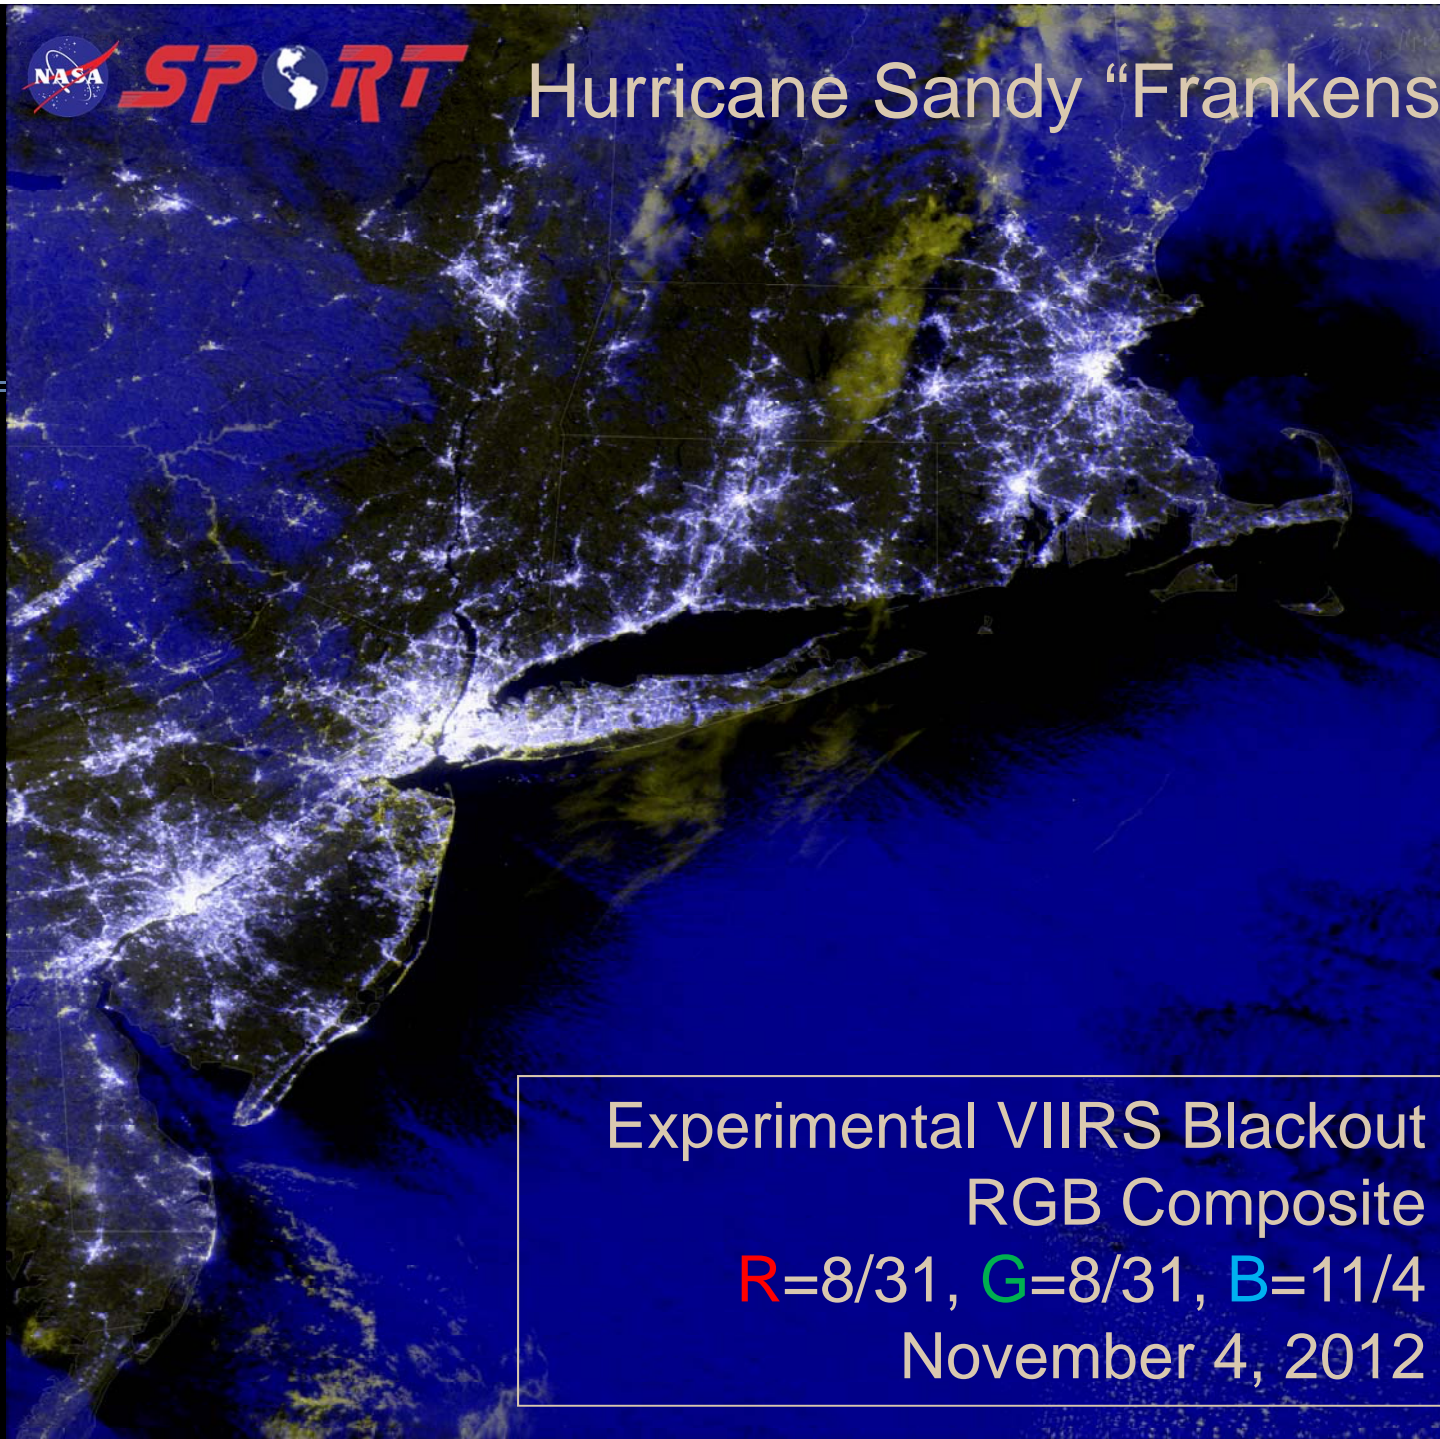 NASA SPORT
Hurricane Sandy “Frankens
Experimental VIIRS Blackout
RGB Composite
R=8/31, G=8/31, B=11/4
November 4, 2012